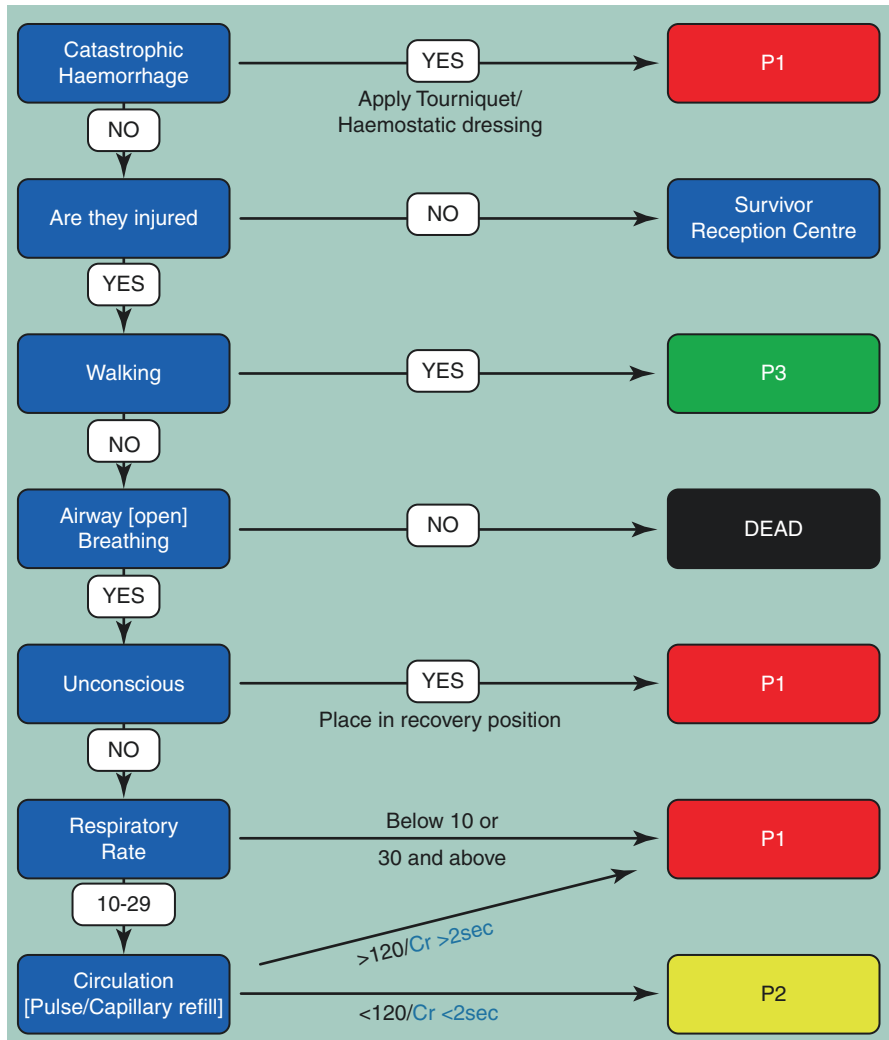 Catastrophic
Haemorrhage
YES
Apply Tourniquet/
Haemostatic dressing
P1
NO
Are they injured
NO
Survivor
Reception Centre
YES
Walking
YES
P3
NO
Airway [open]
Breathing
NO
DEAD
YES
Unconscious
YES
Place in recovery position
P1
NO
Respiratory
Rate
Below 10 or
30 and above
P1
10-29
>120/Cr >2sec
Circulation
[Pulse/Capillary refill]
<120/Cr <2sec
P2